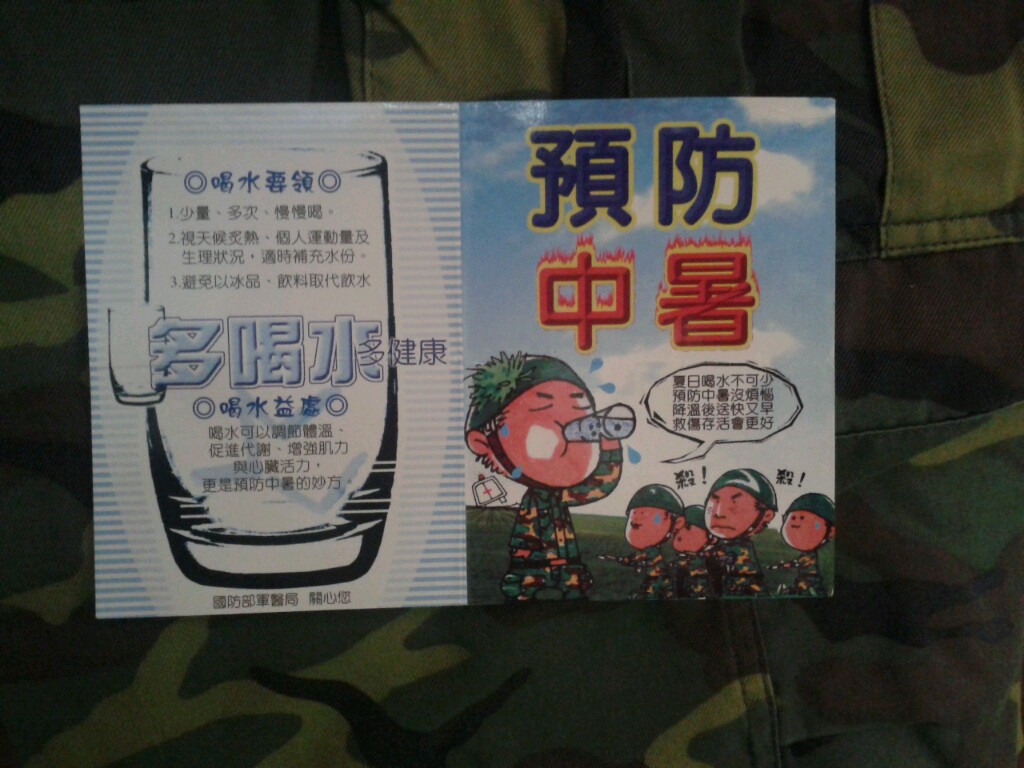 ◎喝水要領◎
1.少量、多次、慢慢喝。
2.視天候炙熱、個人運動量及
生理狀況，適時補充水份。
3.避免以冰品、飲料取代飲水
多喝水多健康
◎喝水益處◎
喝水可以調節體溫、
促進代謝、增強肌力
與心臟活力，
更是預防中暑的妙方。
國防部軍醫局 關心您
預防
中暑
夏日喝水不可少
預防中暑沒煩惱
降溫後送快又早
救傷存活會更好
殺！
殺！